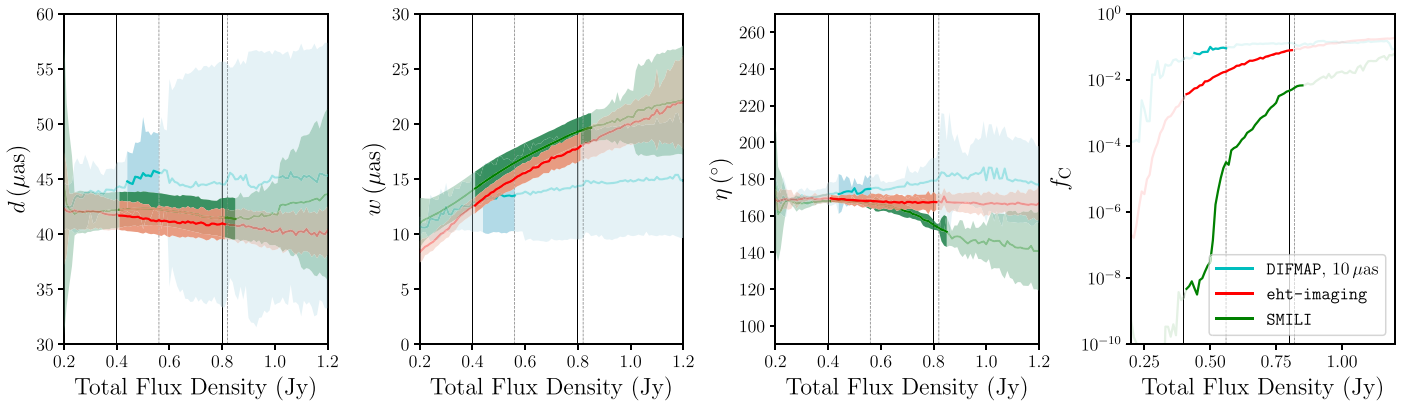 60
55
50
45
40
35
30
d (μas)
0.2 0.4 0.6 0.8 1.0 1.2
Total Flux Density (Jy)
30
25
20
15
10
5
0
w (μas)
0.2 0.4 0.6 0.8 1.0 1.2
Total Flux Density (Jy)
260
240
220
200
180
160
140
120
100
η (°)
0.2 0.4 0.6 0.8 1.0 1.2
Total Flux Density (Jy)
10⁰
10⁻²
10⁻⁴
10⁻⁶
10⁻⁸
10⁻¹⁰
f_C
DIFMAP, 10 μas
eht-imaging
SMILI
0.25 0.50 0.75 1.00
Total Flux Density (Jy)